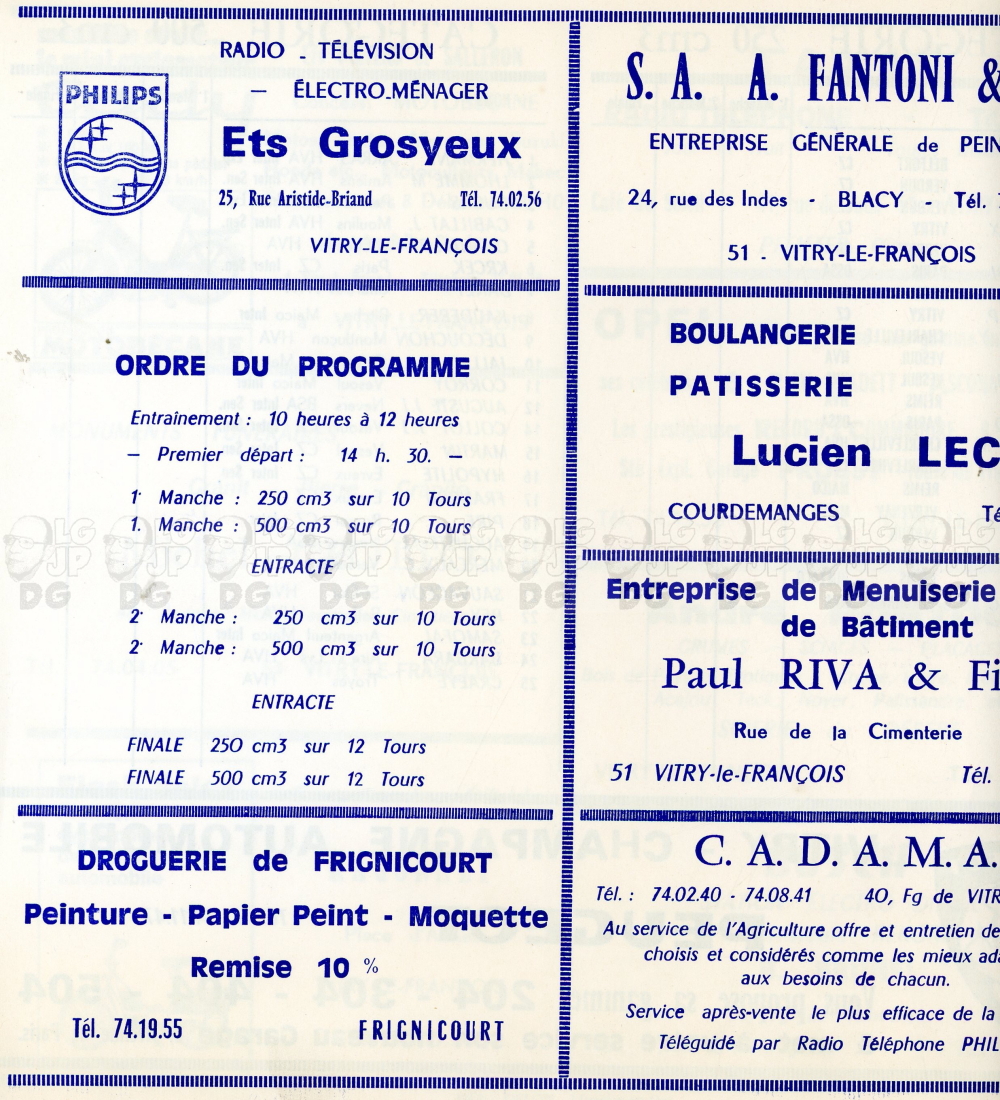 RADIO - TÉLÉVISION
— ÉLECTRO-MÉNAGER
PHILIPS
Ets Grosyeux
25, Rue Aristide-Briand - Tél. 74.02.56
VITRY-LE-FRANÇOIS
ORDRE DU PROGRAMME
Entraînement : 10 heures à 12 heures
— Premier départ : 14 h. 30. —
1• Manche : 250 cm3 sur 10 Tours
1. Manche : 500 cm3 sur 10 Tours
ENTRACTE
2• Manche : 250 cm3 sur 10 Tours
2• Manche : 500 cm3 sur 10 Tours
ENTRACTE
FINALE 250 cm3 sur 12 Tours
FINALE 500 cm3 sur 12 Tours
DROGUERIE de FRIGNICOURT
Peinture - Papier Peint - Moquette
Remise 10 %
Tél. 74.19.55 FRIGNICOURT
S. A. A. FANTONI &
ENTREPRISE GÉNÉRALE de PEIN
24, rue des Indes - BLACY - Tél.
51 - VITRY-LE-FRANÇOIS
BOULANGERIE
PATISSERIE
Lucien
COURDEMANGES Té
Entreprise de Menuiserie
de Bâtiment
Paul RIVA & Fi
Rue de la Cimenterie
51 VITRY-le-FRANÇOIS Tél.
C. A. D. A. M. A.
Tél. : 74.02.40 - 74.08.41 40, Fg de VITR
Au service de l'Agriculture offre et entretien de
choisis et considérés comme les mieux ada
aux besoins de chacun.
Service après-vente le plus efficace de la
Téléguidé par Radio Téléphone PHIL